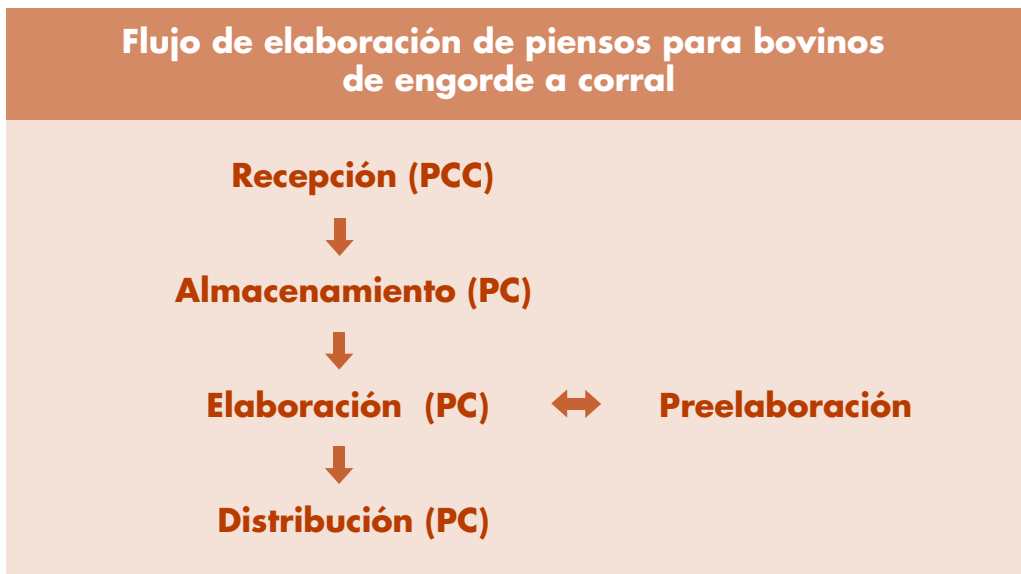 Flujo de elaboración de piensos para bovinos
de engorde a corral
Recepción (PCC)
Almacenamiento (PC)
Elaboración (PC)
Preelaboración
Distribución (PC)